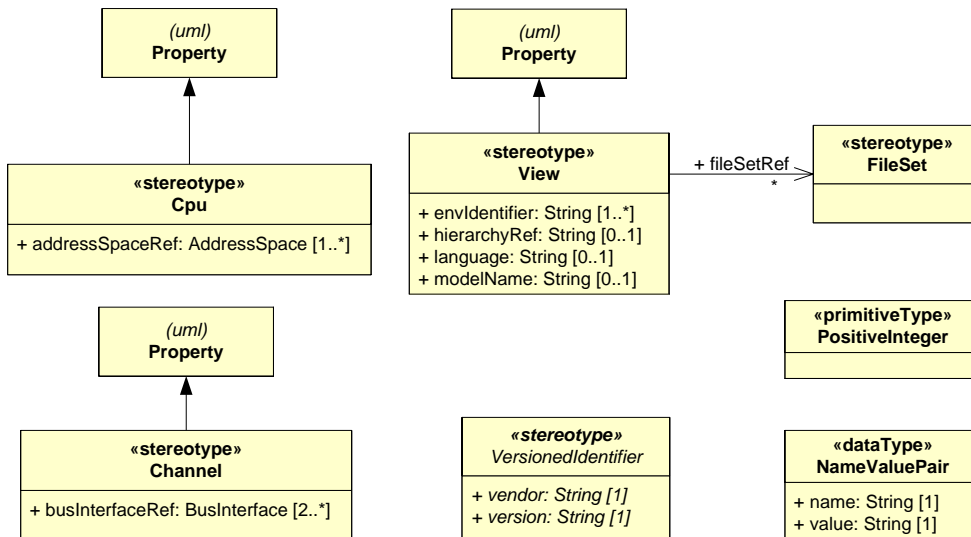 (uml)
Property
(uml)
Property
«stereotype»
Cpu
+ addressSpaceRef: AddressSpace [1..*]
«stereotype»
View
+ envIdentifier: String [1..*]
+ hierarchyRef: String [0..1]
+ language: String [0..1]
+ modelName: String [0..1]
+ fileSetRef
*
«stereotype»
FileSet
(uml)
Property
«primitiveType»
PositiveInteger
«stereotype»
Channel
+ busInterfaceRef: BusInterface [2..*]
«stereotype»
VersionedIdentifier
+ vendor: String [1]
+ version: String [1]
«dataType»
NameValuePair
+ name: String [1]
+ value: String [1]